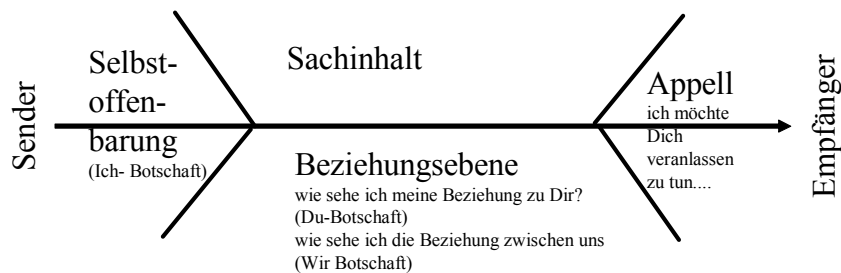 Sender
Selbst-
offen-
barung
(Ich- Botschaft)
Sachinhalt
Beziehungsebene
wie sehe ich meine Beziehung zu Dir?
(Du-Botschaft)
wie sehe ich die Beziehung zwischen uns
(Wir Botschaft)
Appell
ich möchte
Dich
veranlassen
zu tun....
Empfänger